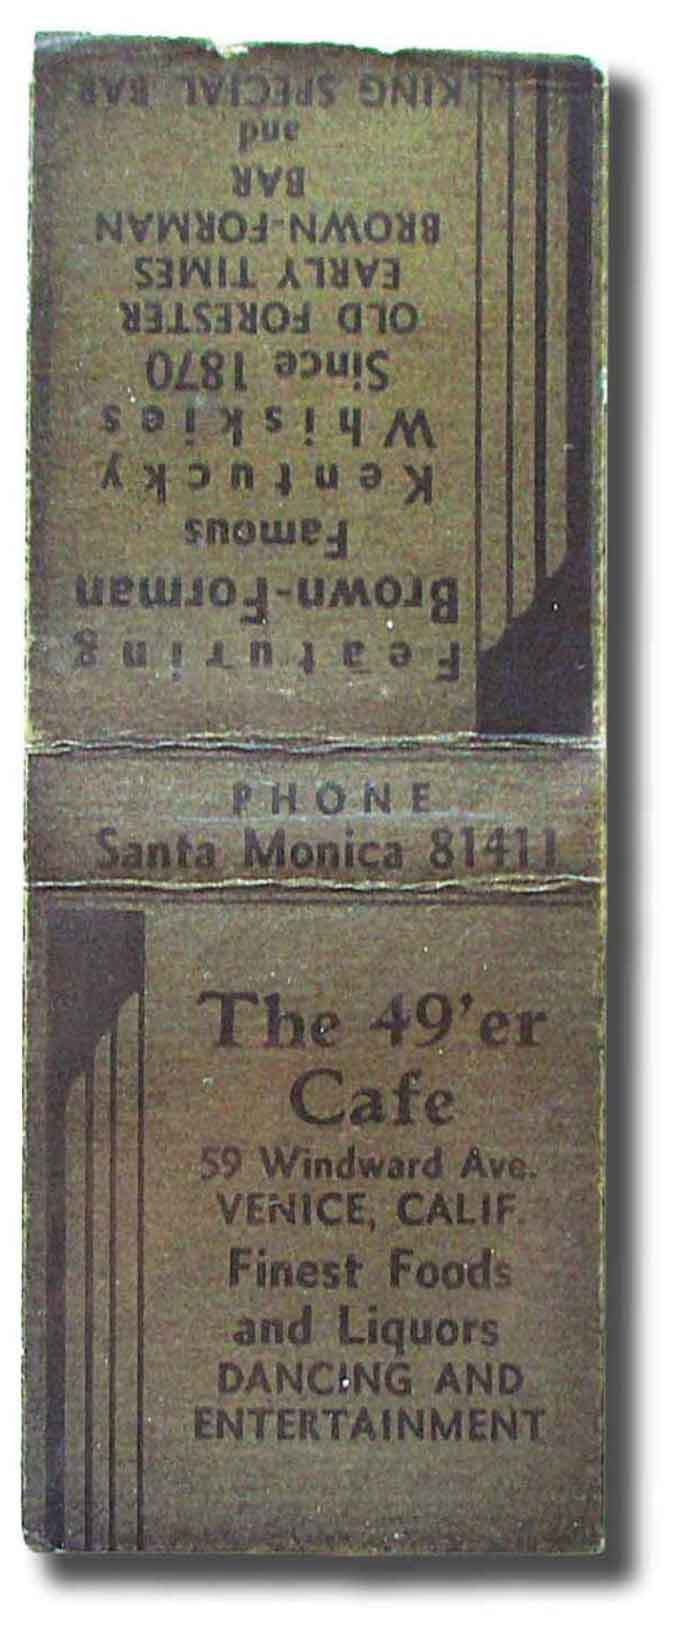 Featuring
Brown-Forman
Famous
Kentucky
Whiskies
Since 1870
OLD FORESTER
EARLY TIMES
BROWN-FORMAN
BAR
and
KING SPECIAL BAR
PHONE
Santa Monica 81411
The 49'er
Cafe
59 Windward Ave.
VENICE, CALIF.
Finest Foods
and Liquors
DANCING AND
ENTERTAINMENT